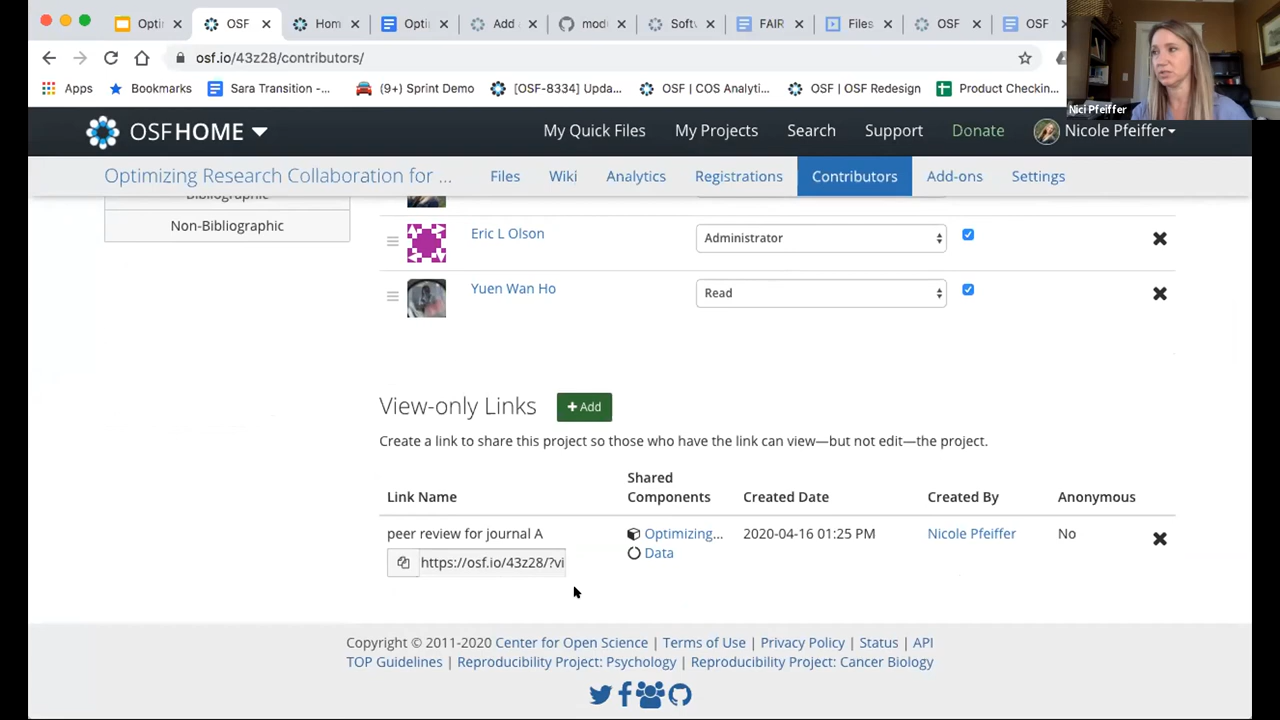 Optim
OSF
Hom
Opti
Add
mod
Softw
FAIR
Files
OSF
OSF
osf.io/43z28/contributors/
Apps Bookmarks Sara Transition -... (9+) Sprint Demo [OSF-8334] Upda... OSF | COS Analyti... OSF | OSF Redesign Product Checkin...
Nici Pfeiffer
OSFHOME My Quick Files My Projects Search Support Donate Nicole Pfeiffer
Optimizing Research Collaboration for ... Files Wiki Analytics Registrations Contributors Add-ons Settings
Bibliographic
Non-Bibliographic
Eric L Olson Administrator
Yuen Wan Ho Read
View-only Links + Add
Create a link to share this project so those who have the link can view—but not edit—the project.
Link Name Shared Components Created Date Created By Anonymous
peer review for journal A Optimizing... 2020-04-16 01:25 PM Nicole Pfeiffer No
Data
https://osf.io/43z28/?vi
Copyright © 2011-2020 Center for Open Science | Terms of Use | Privacy Policy | Status | API
TOP Guidelines | Reproducibility Project: Psychology | Reproducibility Project: Cancer Biology